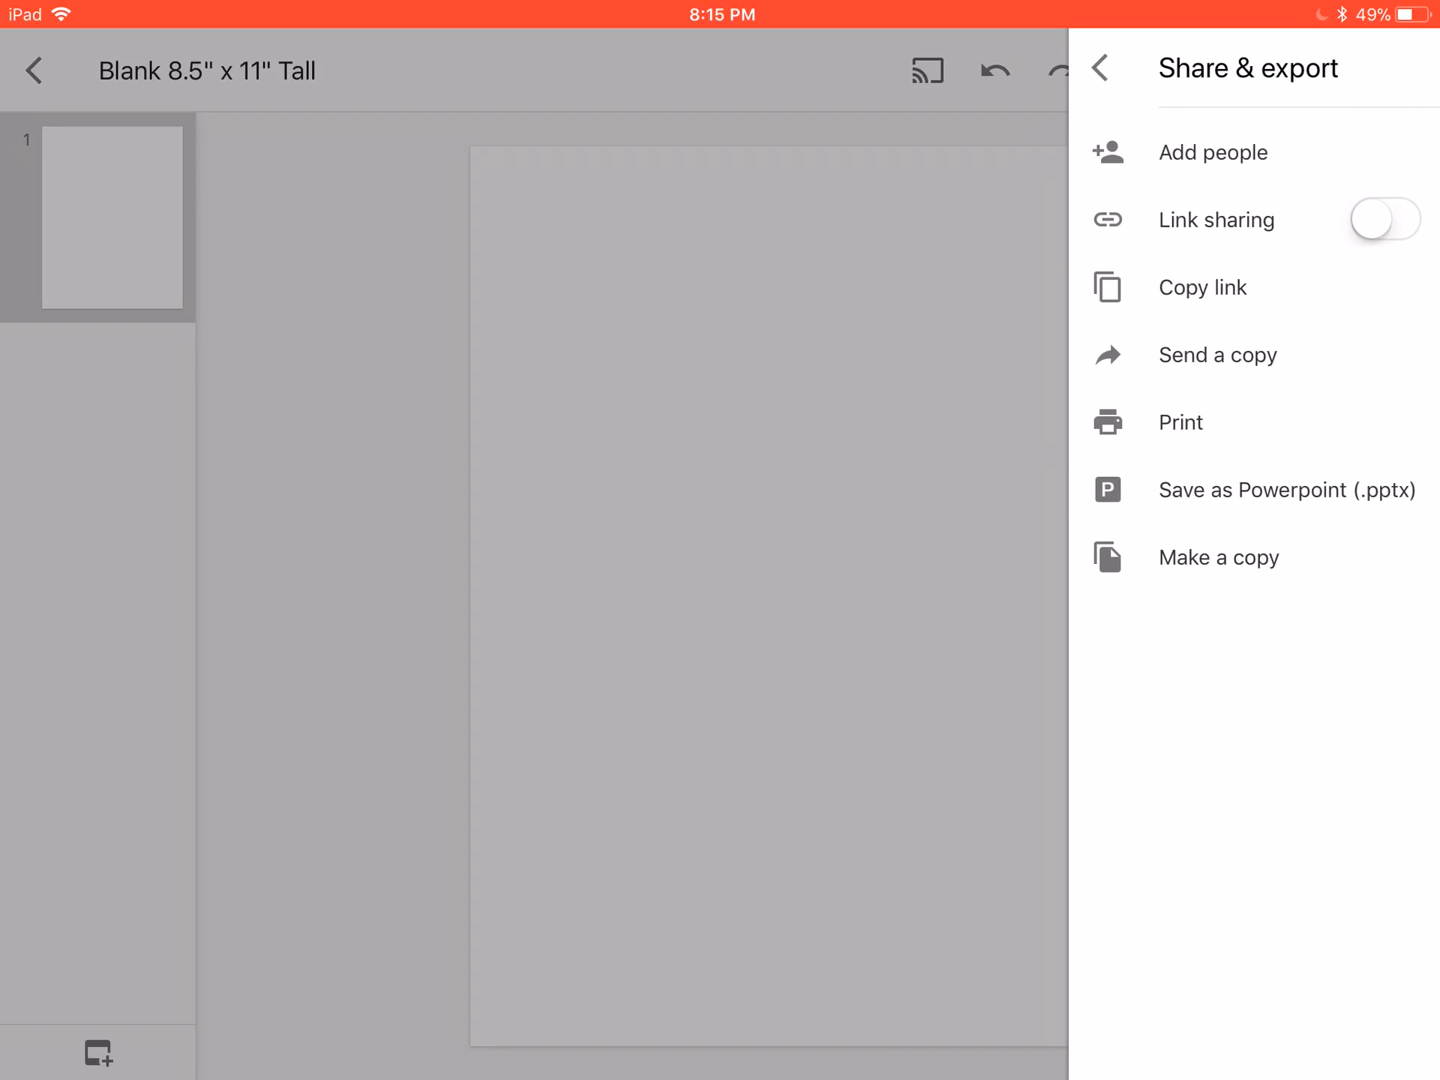 iPad
8:15 PM
49%
Blank 8.5" x 11" Tall
1
Share & export
Add people
Link sharing
Copy link
Send a copy
Print
P
Save as Powerpoint (.pptx)
Make a copy